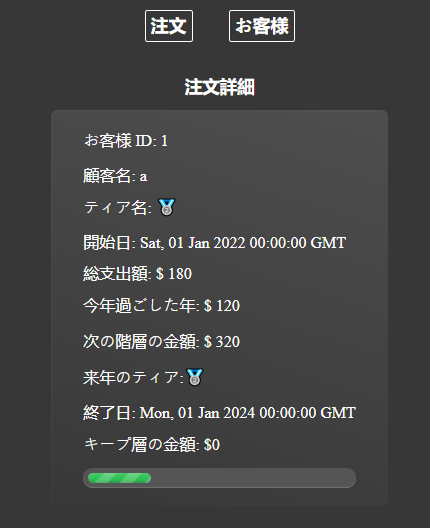 注文 お客様
注文詳細
お客様 ID: 1
顧客名: a
ティア名: 🥈
開始日: Sat, 01 Jan 2022 00:00:00 GMT
総支出額: $ 180
今年過ごした年: $ 120
次の階層の金額: $ 320
来年のティア:🥈
終了日: Mon, 01 Jan 2024 00:00:00 GMT
キープ層の金額: $0